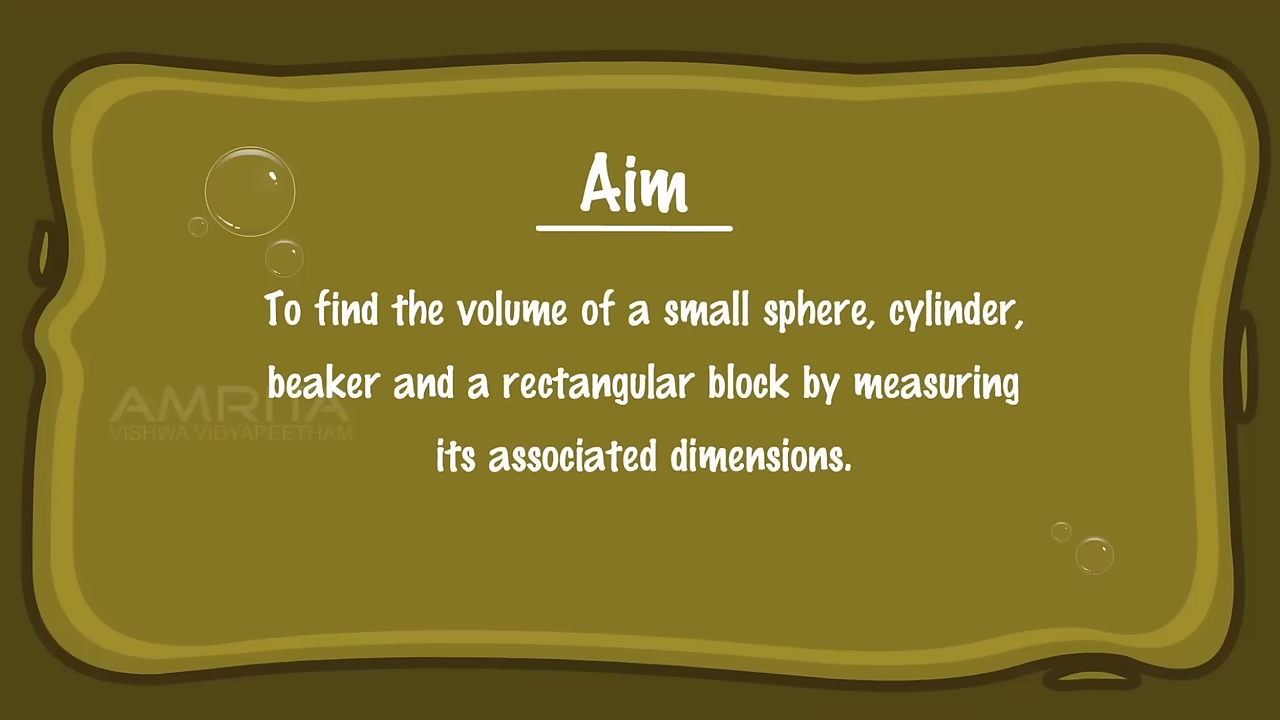 Aim
To find the volume of a small sphere, cylinder,
beaker and a rectangular block by measuring
its associated dimensions.
AMRITA
VISHWA VIDYAPEETHAM